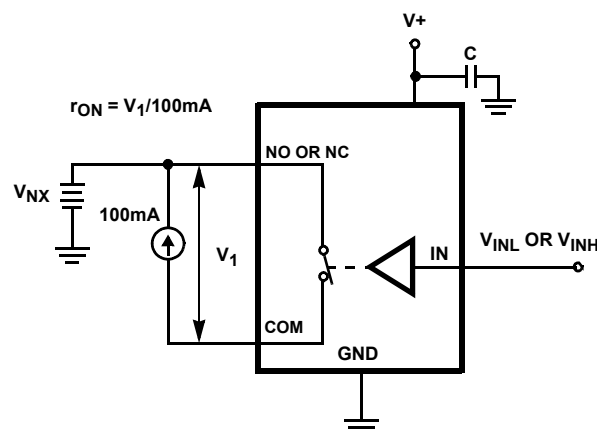 V+
C
rON = V1/100mA
NO OR NC
VNX
100mA
V1
IN
VINL OR VINH
COM
GND